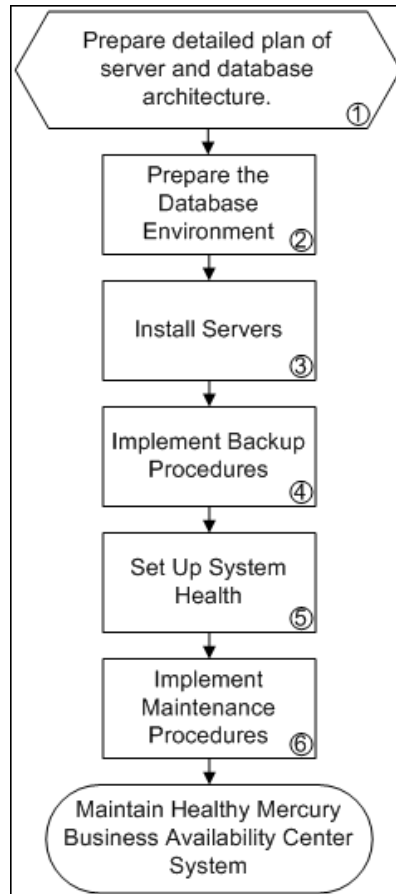 Prepare detailed plan of
server and database
architecture.
①
Prepare the
Database
Environment
②
Install Servers
③
Implement Backup
Procedures
④
Set Up System
Health
⑤
Implement
Maintenance
Procedures
⑥
Maintain Healthy Mercury
Business Availability Center
System